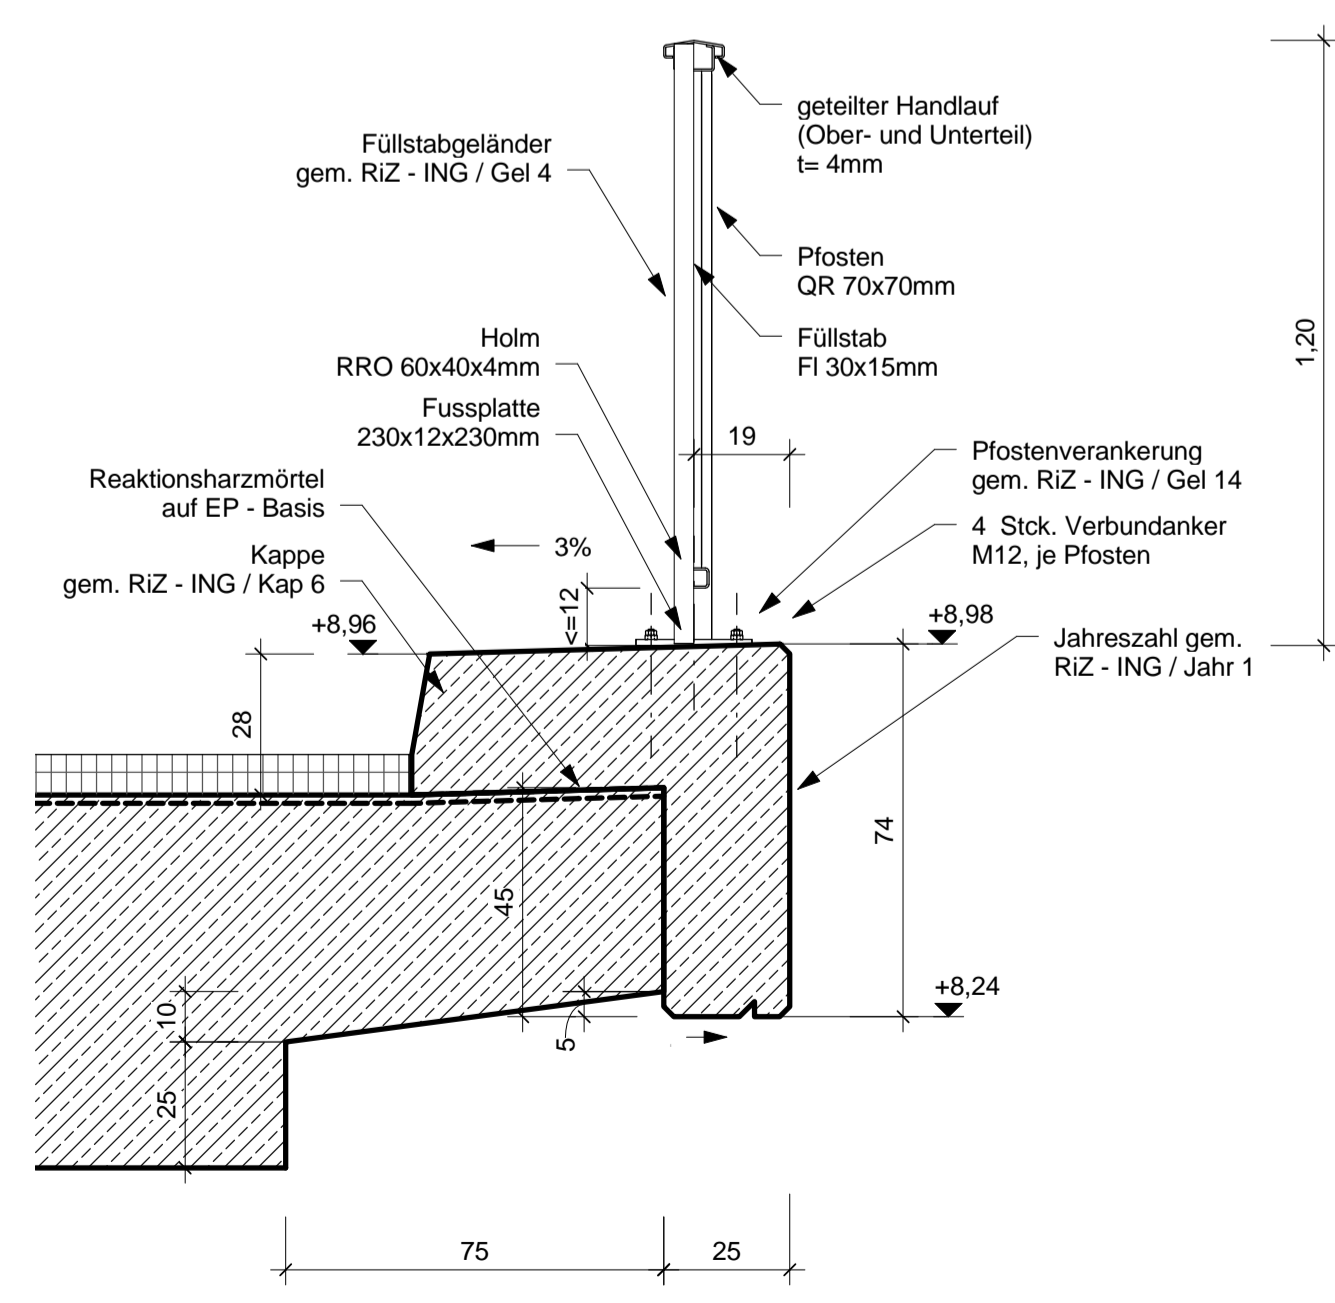 geteilter Handlauf
(Ober- und Unterteil)
t= 4mm
Füllstabgeländer
gem. RiZ - ING / Gel 4
Pfosten
QR 70x70mm
1,20
Holm
RRO 60x40x4mm
Füllstab
Fl 30x15mm
Fussplatte
230x12x230mm
19
Reaktionsharzmörtel
auf EP - Basis
Pfostenverankerung
gem. RiZ - ING / Gel 14
4 Stck. Verbundanker
M12, je Pfosten
3%
Kappe
gem. RiZ - ING / Kap 6
<=12
+8,96
+8,98
Jahreszahl gem.
RiZ - ING / Jahr 1
28
74
45
+8,24
10
5
25
75
25